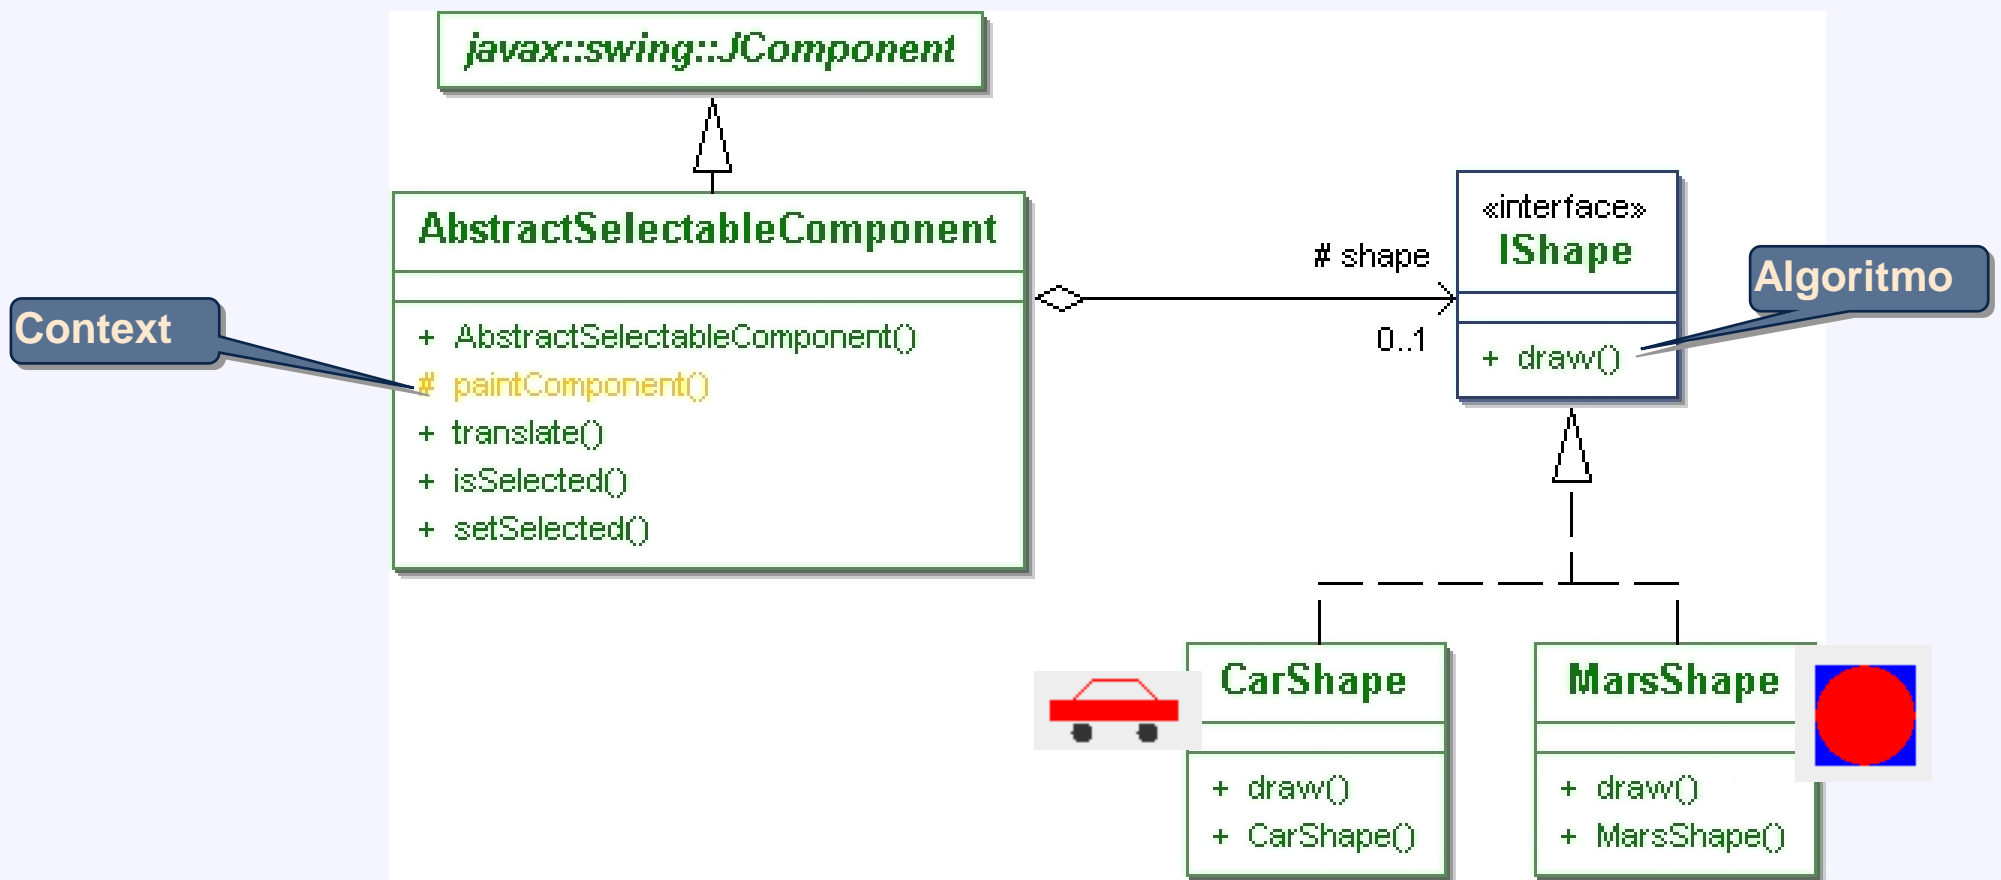 javax::swing::JComponent
AbstractSelectableComponent
+ AbstractSelectableComponent()
# paintComponent()
+ translate()
+ isSelected()
+ setSelected()
Context
# shape
0..1
«interface»
IShape
+ draw()
Algoritmo
CarShape
+ draw()
+ CarShape()
MarsShape
+ draw()
+ MarsShape()